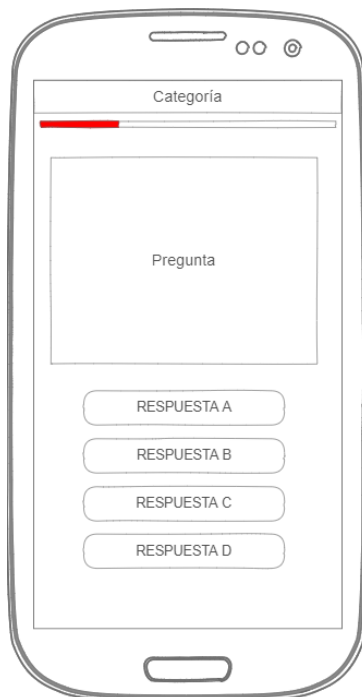 Categoría
Pregunta
RESPUESTA A
RESPUESTA B
RESPUESTA C
RESPUESTA D